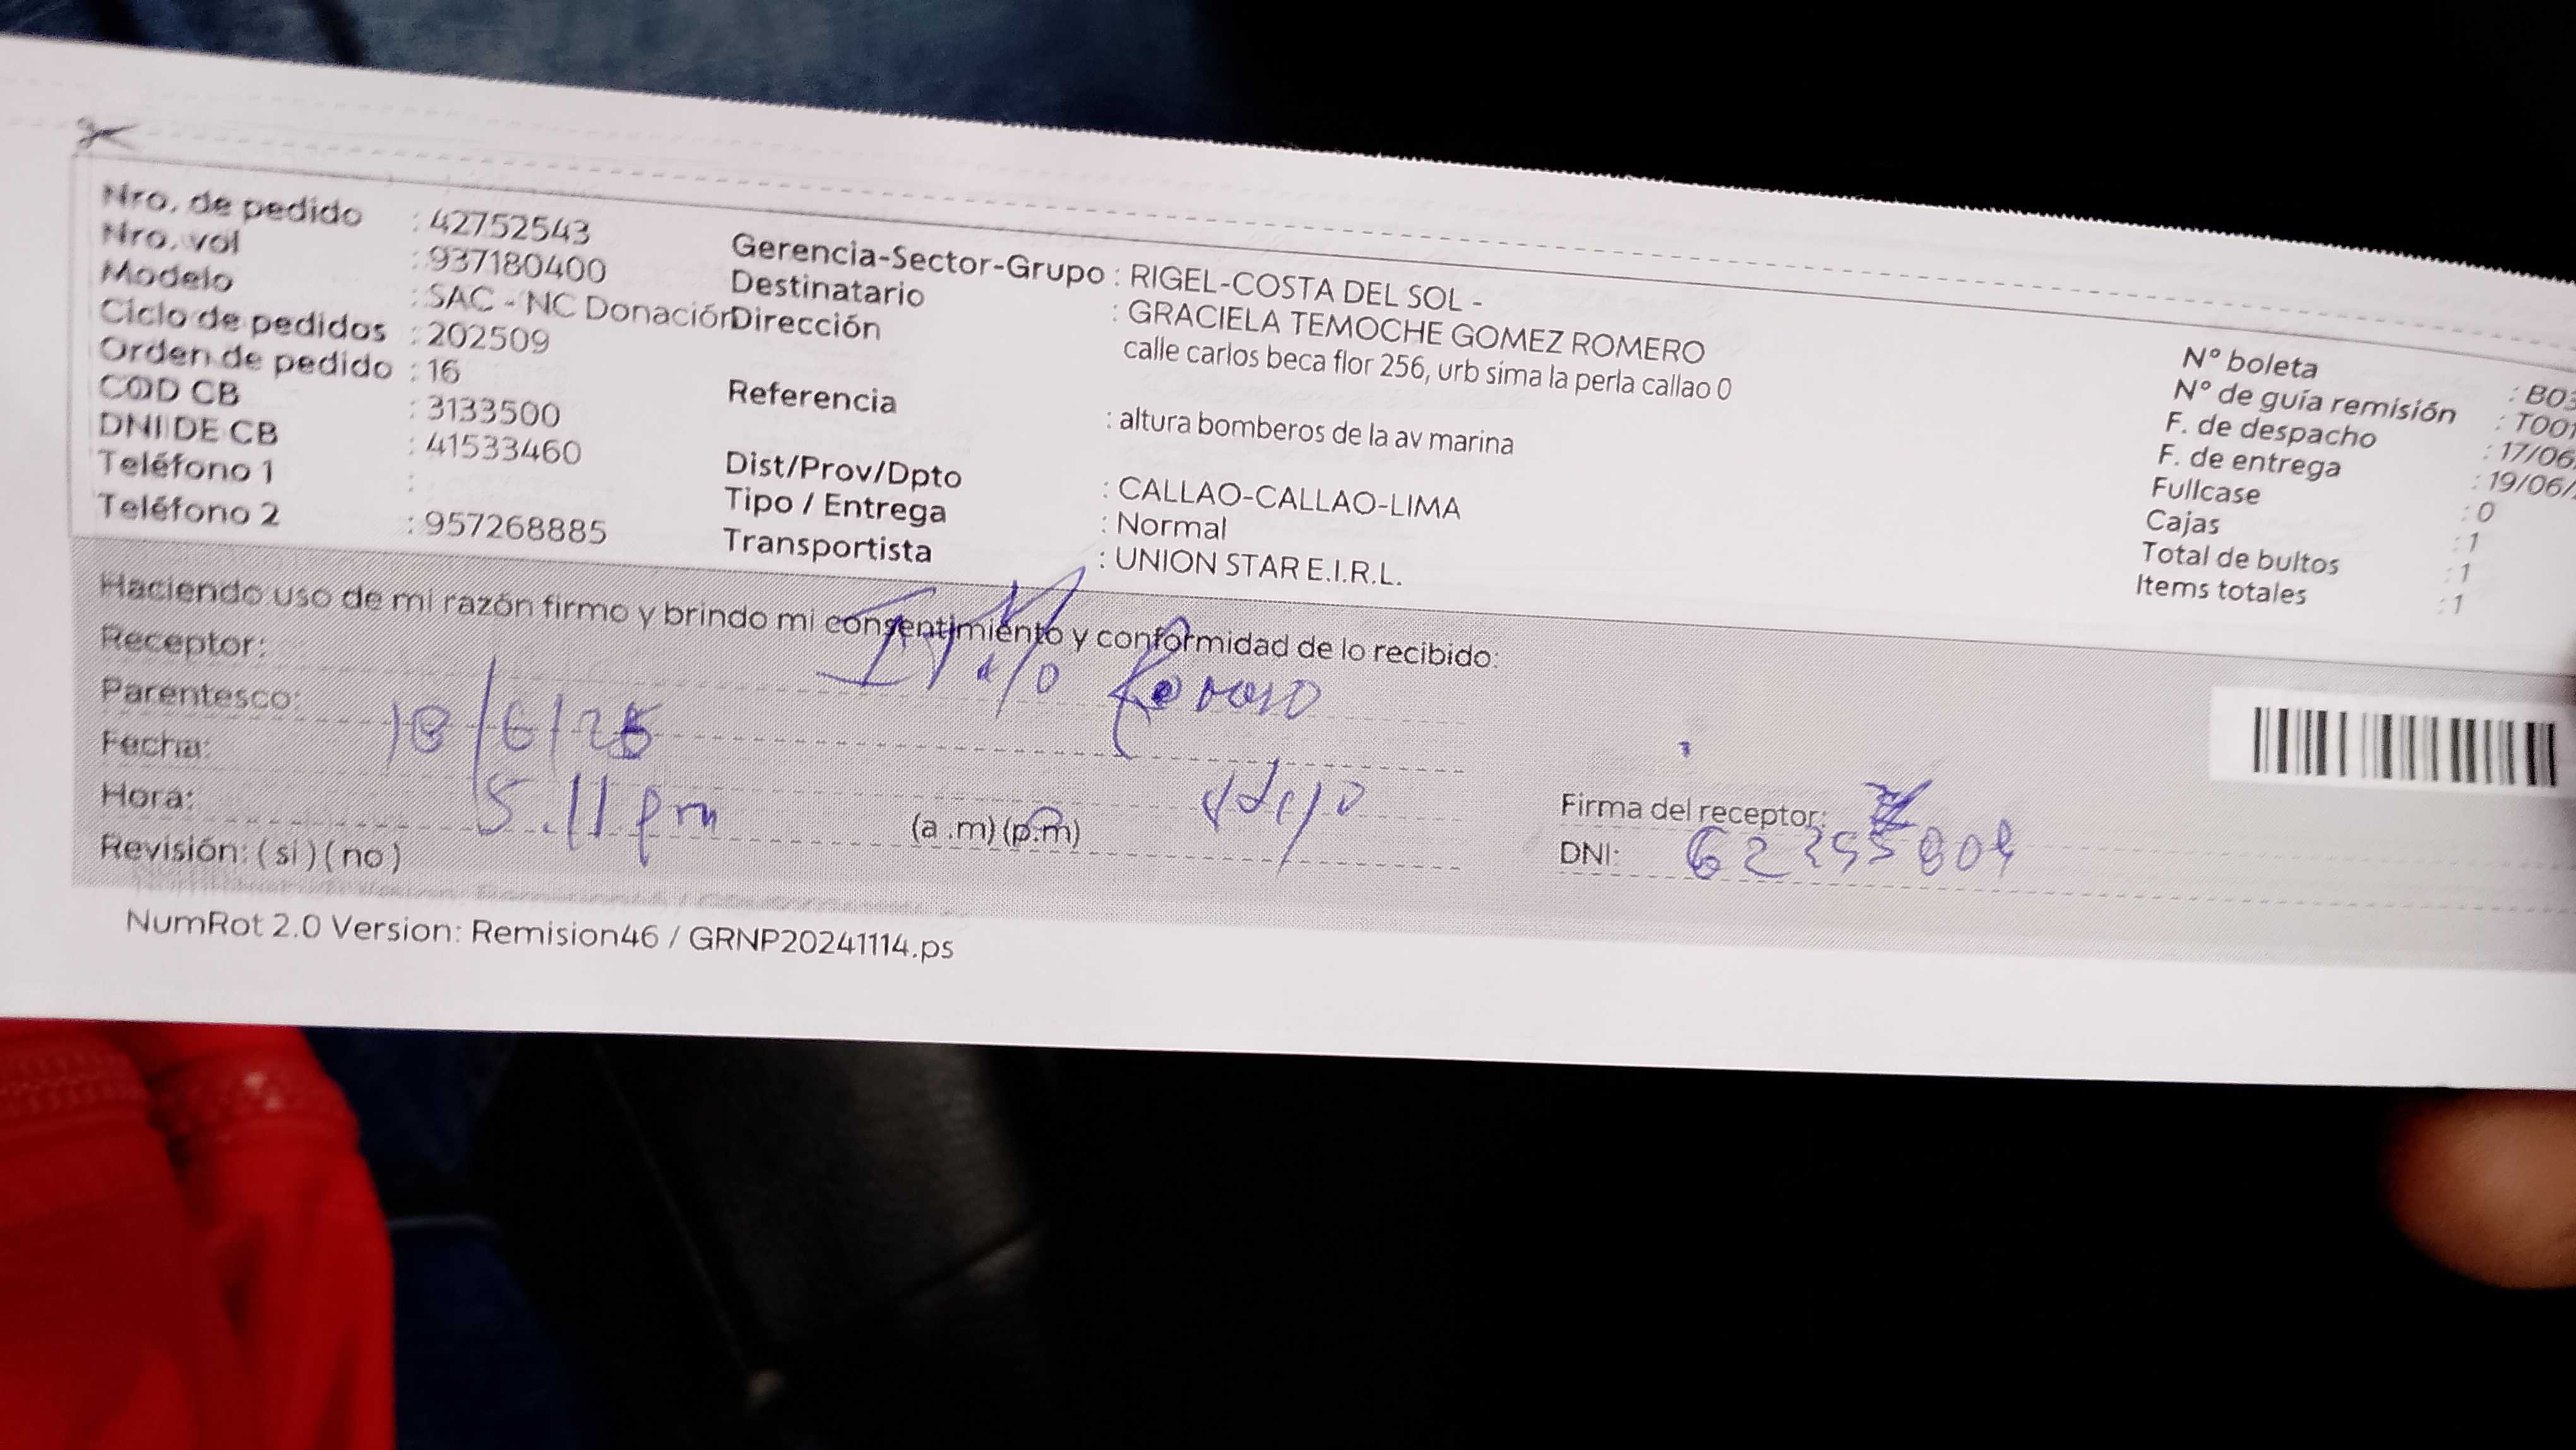 Nro. de pedido : 42752543
Nro. vol : 937180400
Modelo : SAC - NC Donación
Ciclo de pedidos : 202509
Orden de pedido : 16
COD CB : 3133500
DNI DE CB : 41533460
Teléfono 1 :
Teléfono 2 : 957268885
Gerencia-Sector-Grupo : RIGEL-COSTA DEL SOL -
Destinatario : GRACIELA TEMOCHE GOMEZ ROMERO
Dirección calle carlos beca flor 256, urb sima la perla callao 0
Referencia : altura bomberos de la av marina
Dist/Prov/Dpto : CALLAO-CALLAO-LIMA
Tipo / Entrega : Normal
Transportista : UNION STAR E.I.R.L.
N° boleta : B03
N° de guía remisión : T001
F. de despacho : 17/06
F. de entrega : 19/06/
Fullcase : 0
Cajas : 1
Total de bultos : 1
Items totales : 1
Haciendo uso de mi razón firmo y brindo mi consentimiento y conformidad de lo recibido:
Receptor:
Parentesco:
Fecha: 18/6/25
Hora: 5.11 pm (a .m) (p.m)
Revisión: ( si ) ( no )
Firma del receptor:
DNI:
NumRot 2.0 Version: Remision46 / GRNP20241114.ps